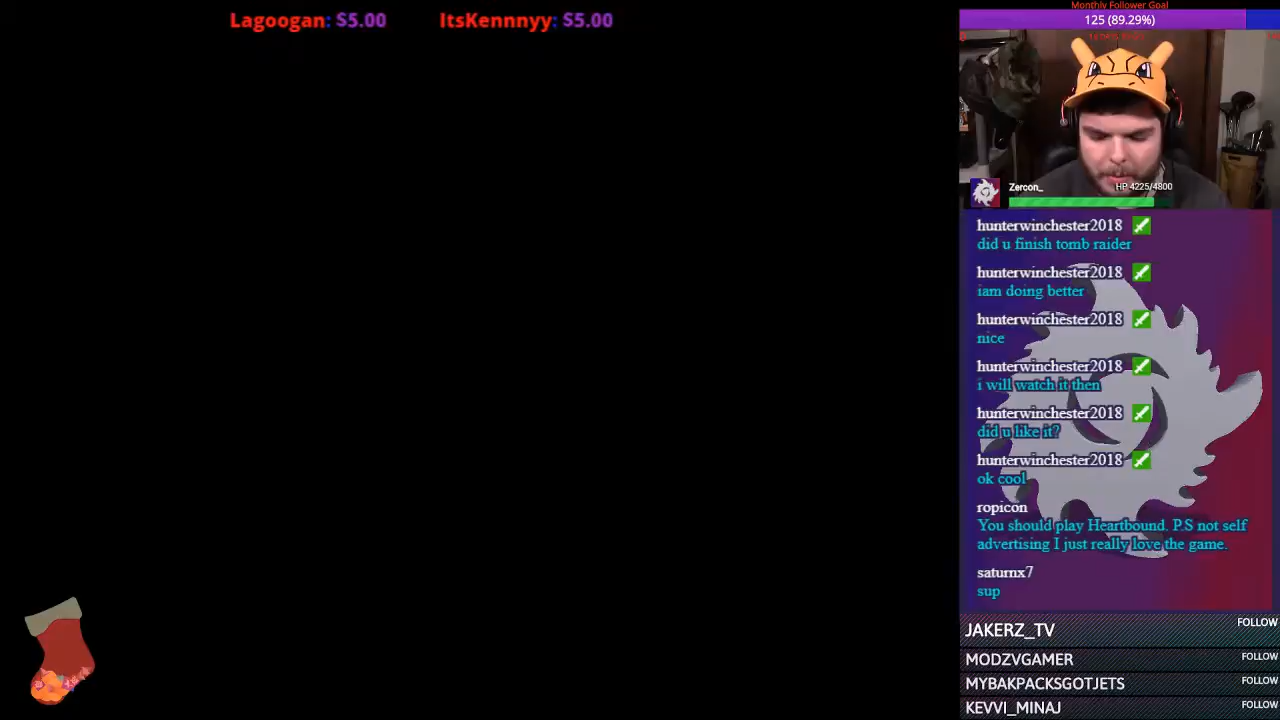 Lagoogan: $5.00 ItsKennnyy: $5.00
Monthly Follower Goal
125 (89.29%)
Zercon_ HP 4225/4800
hunterwinchester2018
did u finish tomb raider
hunterwinchester2018
iam doing better
hunterwinchester2018
nice
hunterwinchester2018
i will watch it then
hunterwinchester2018
did u like it?
hunterwinchester2018
ok cool
ropicon
You should play Heartbound. P.S not self
advertising I just really love the game.
saturnx7
sup
JAKERZ_TV FOLLOW
MODZVGAMER FOLLOW
MYBAKPACKSGOTJETS FOLLOW
KEVVI_MINAJ FOLLOW